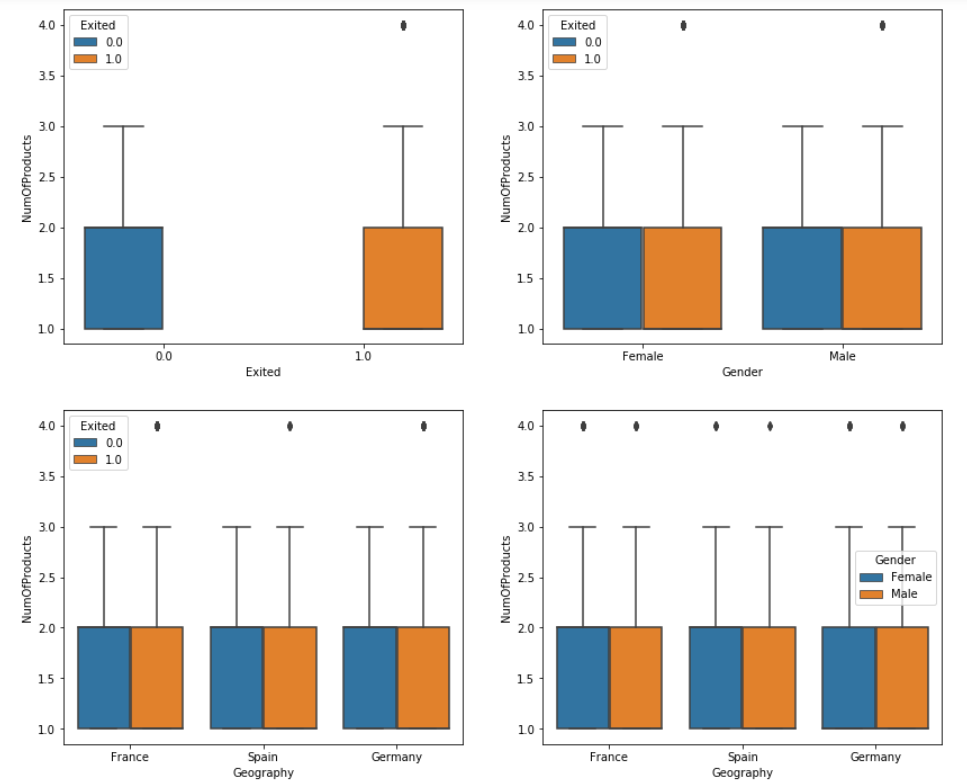 Exited
0.0
1.0
4.0
3.5
3.0
2.5
2.0
1.5
1.0
NumOfProducts
0.0 1.0
Exited
Exited
0.0
1.0
4.0
3.5
3.0
2.5
2.0
1.5
1.0
NumOfProducts
Female Male
Gender
Exited
0.0
1.0
4.0
3.5
3.0
2.5
2.0
1.5
1.0
NumOfProducts
France Spain Germany
Geography
4.0
3.5
3.0
2.5
2.0
1.5
1.0
NumOfProducts
Gender
Female
Male
France Spain Germany
Geography